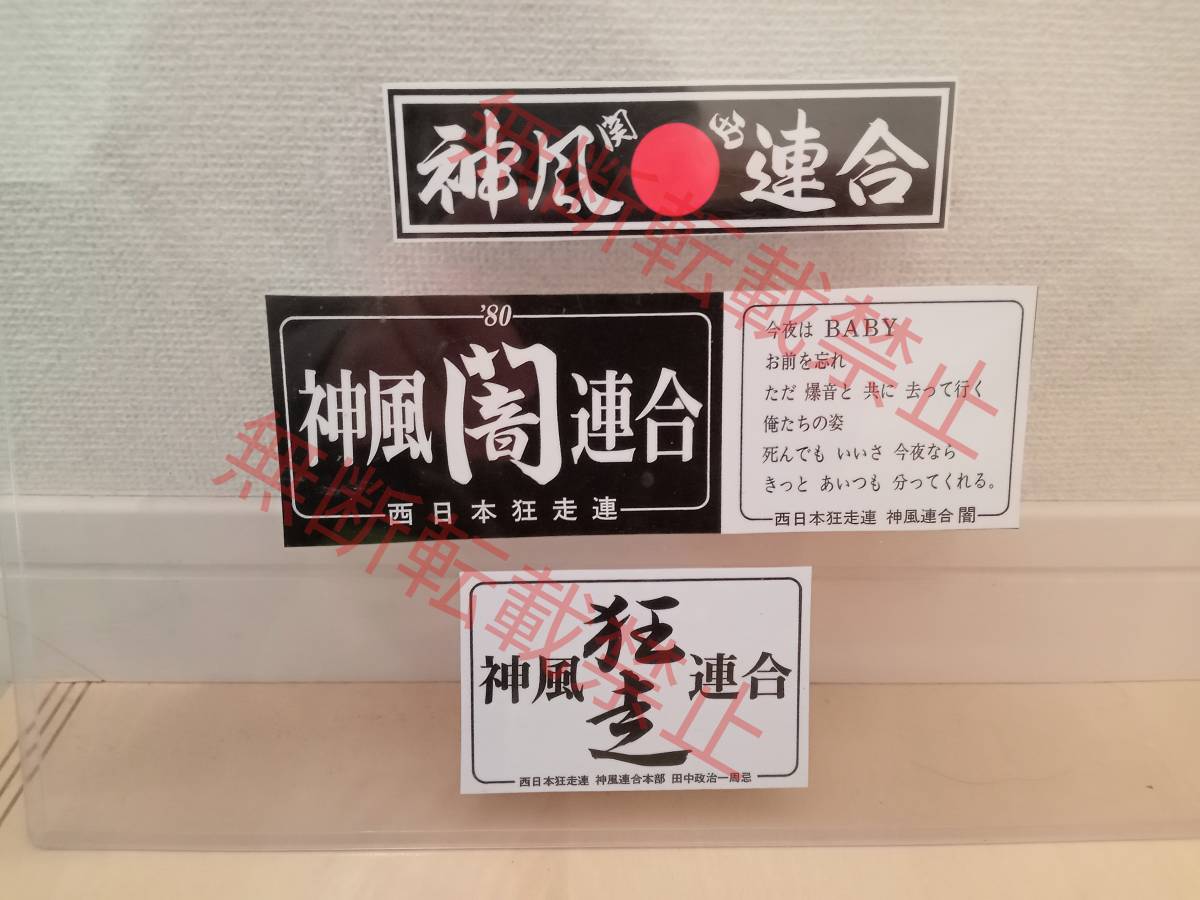 神風 関 連合
'80
神風 闇 連合
西日本狂走連
今夜は BABY
お前を忘れ
ただ 爆音と 共に 去って行く
俺たちの姿
死んでも いいさ 今夜なら
きっと あいつも 分ってくれる。
西日本狂走連 神風連合 闇
神風 狂走 連合
西日本狂走連 神風連合本部 田中政治一周忌
無断転載禁止
無断転載禁止